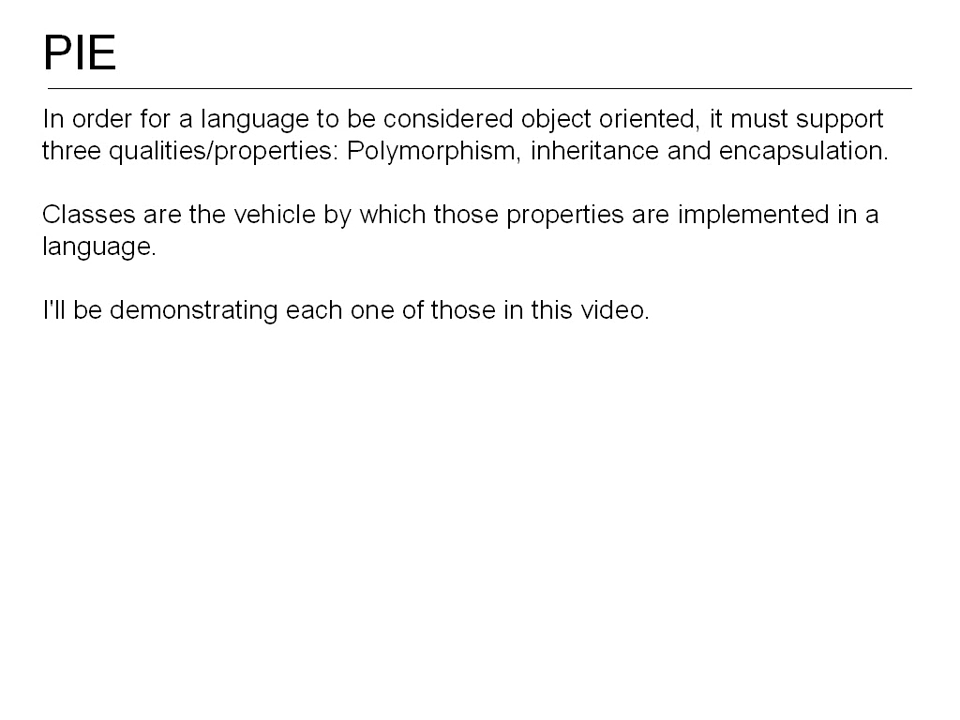 PIE
In order for a language to be considered object oriented, it must support
three qualities/properties: Polymorphism, inheritance and encapsulation.
Classes are the vehicle by which those properties are implemented in a
language.
I'll be demonstrating each one of those in this video.